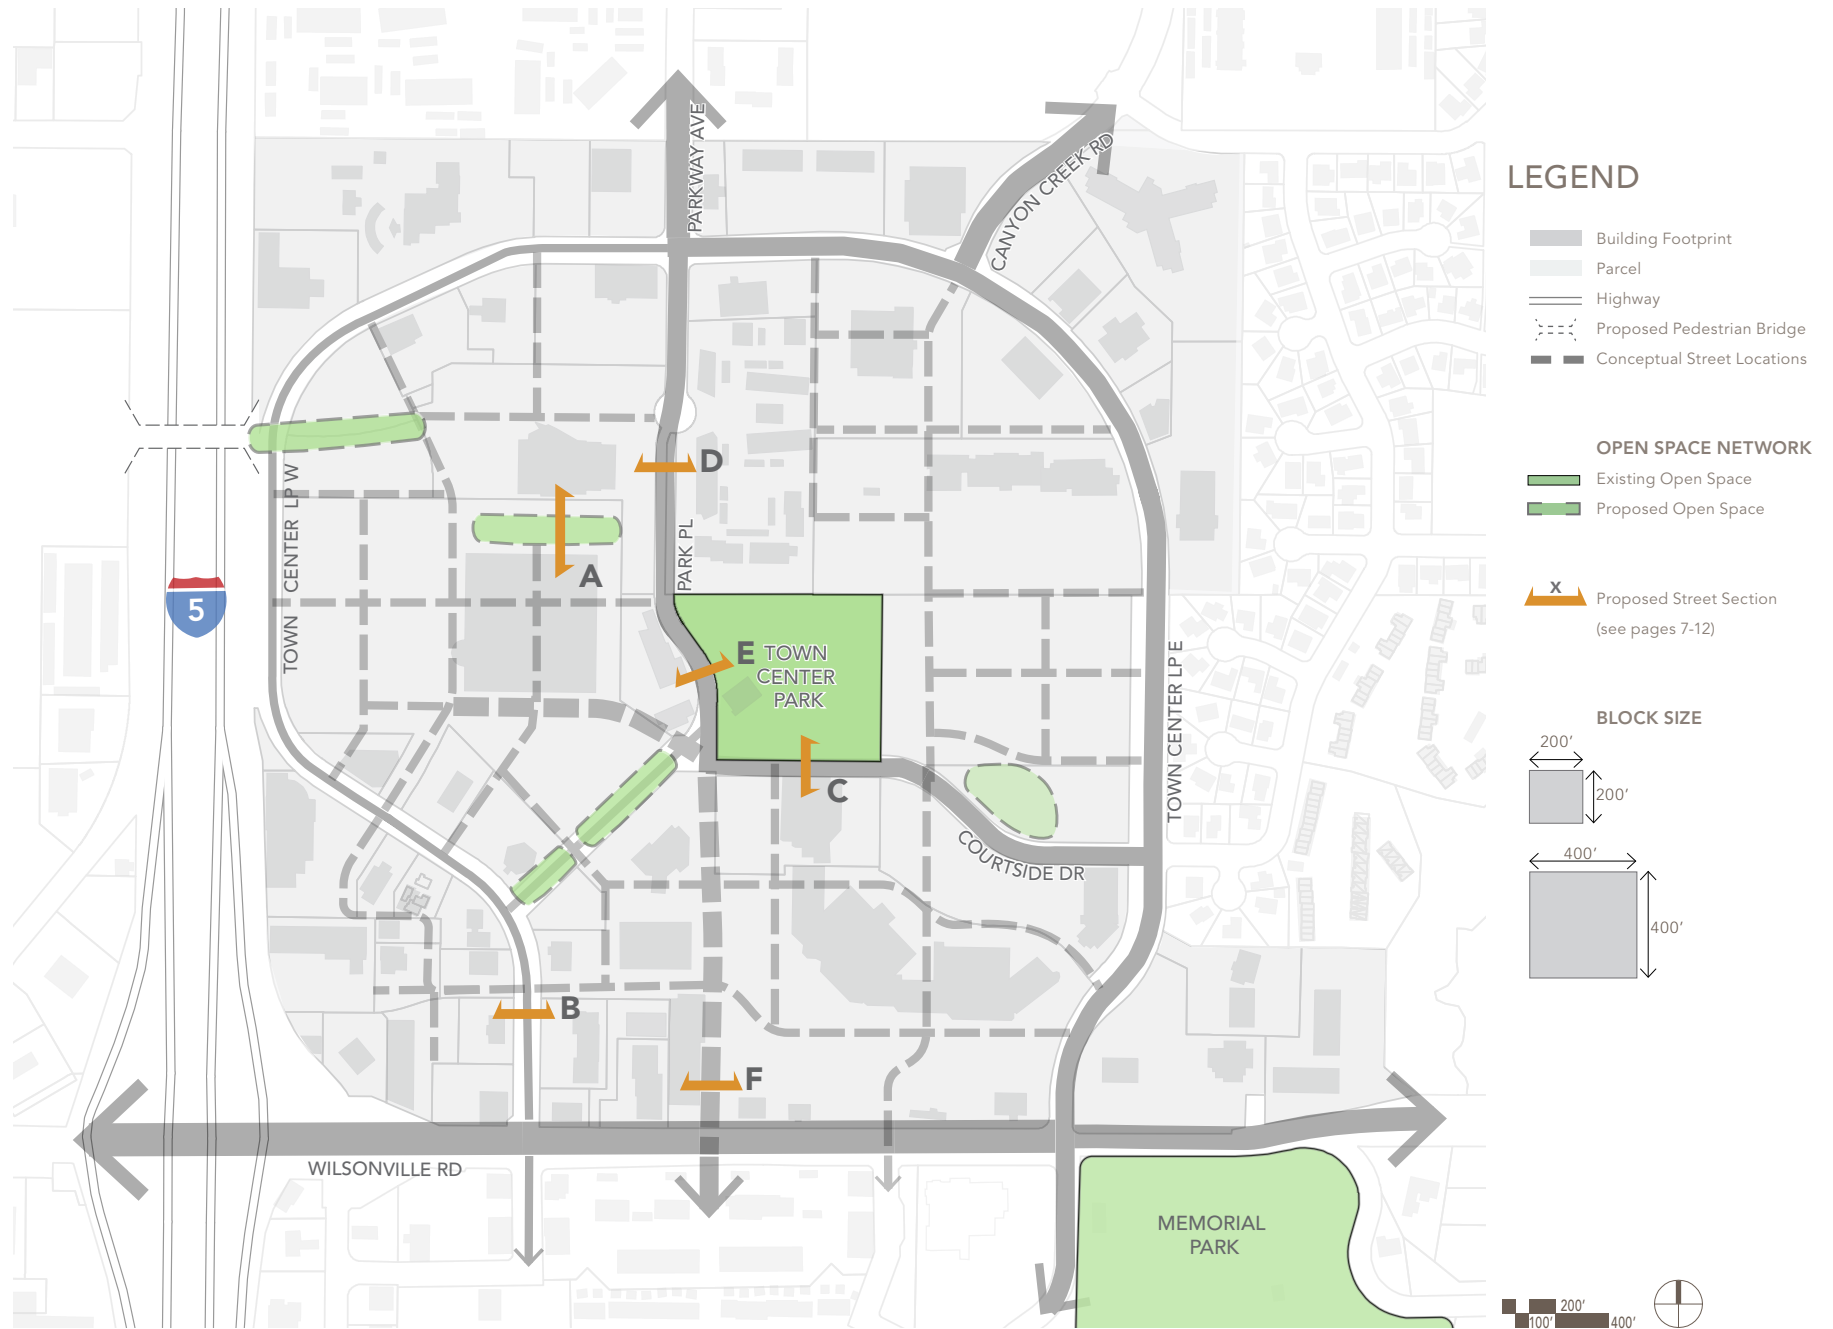 PARKWAY AVE
CANYON CREEK RD
D
TOWN CENTER LP W
PARK PL
A
5
E
TOWN
CENTER
PARK
TOWN CENTER LP E
C
COURTSIDE DR
B
F
WILSONVILLE RD
MEMORIAL
PARK
LEGEND
Building Footprint
Parcel
Highway
Proposed Pedestrian Bridge
Conceptual Street Locations
OPEN SPACE NETWORK
Existing Open Space
Proposed Open Space
X
Proposed Street Section
(see pages 7-12)
BLOCK SIZE
200'
200'
400'
400'
200'
100'
400'